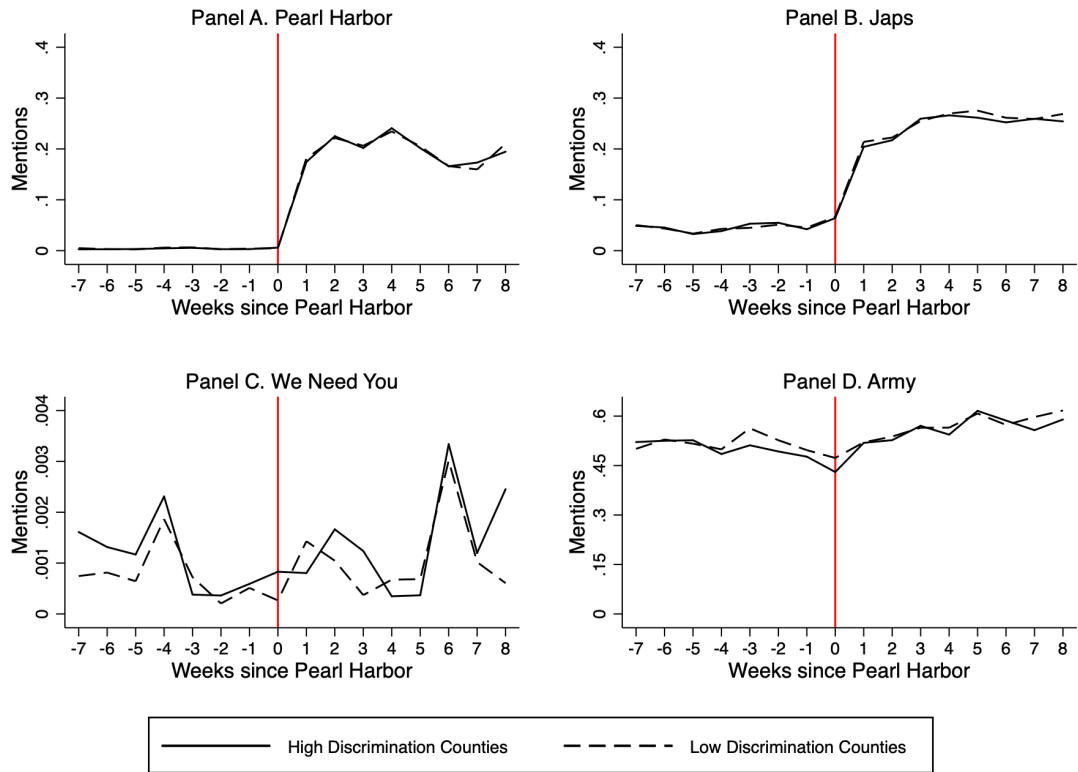 Panel A. Pearl Harbor
Mentions
.4
.3
.2
.1
0
-7 -6 -5 -4 -3 -2 -1 0 1 2 3 4 5 6 7 8
Weeks since Pearl Harbor
Panel B. Japs
Mentions
.4
.3
.2
.1
0
-7 -6 -5 -4 -3 -2 -1 0 1 2 3 4 5 6 7 8
Weeks since Pearl Harbor
Panel C. We Need You
Mentions
.004
.003
.002
.001
0
-7 -6 -5 -4 -3 -2 -1 0 1 2 3 4 5 6 7 8
Weeks since Pearl Harbor
Panel D. Army
Mentions
.6
.45
.3
.15
0
-7 -6 -5 -4 -3 -2 -1 0 1 2 3 4 5 6 7 8
Weeks since Pearl Harbor
High Discrimination Counties
Low Discrimination Counties